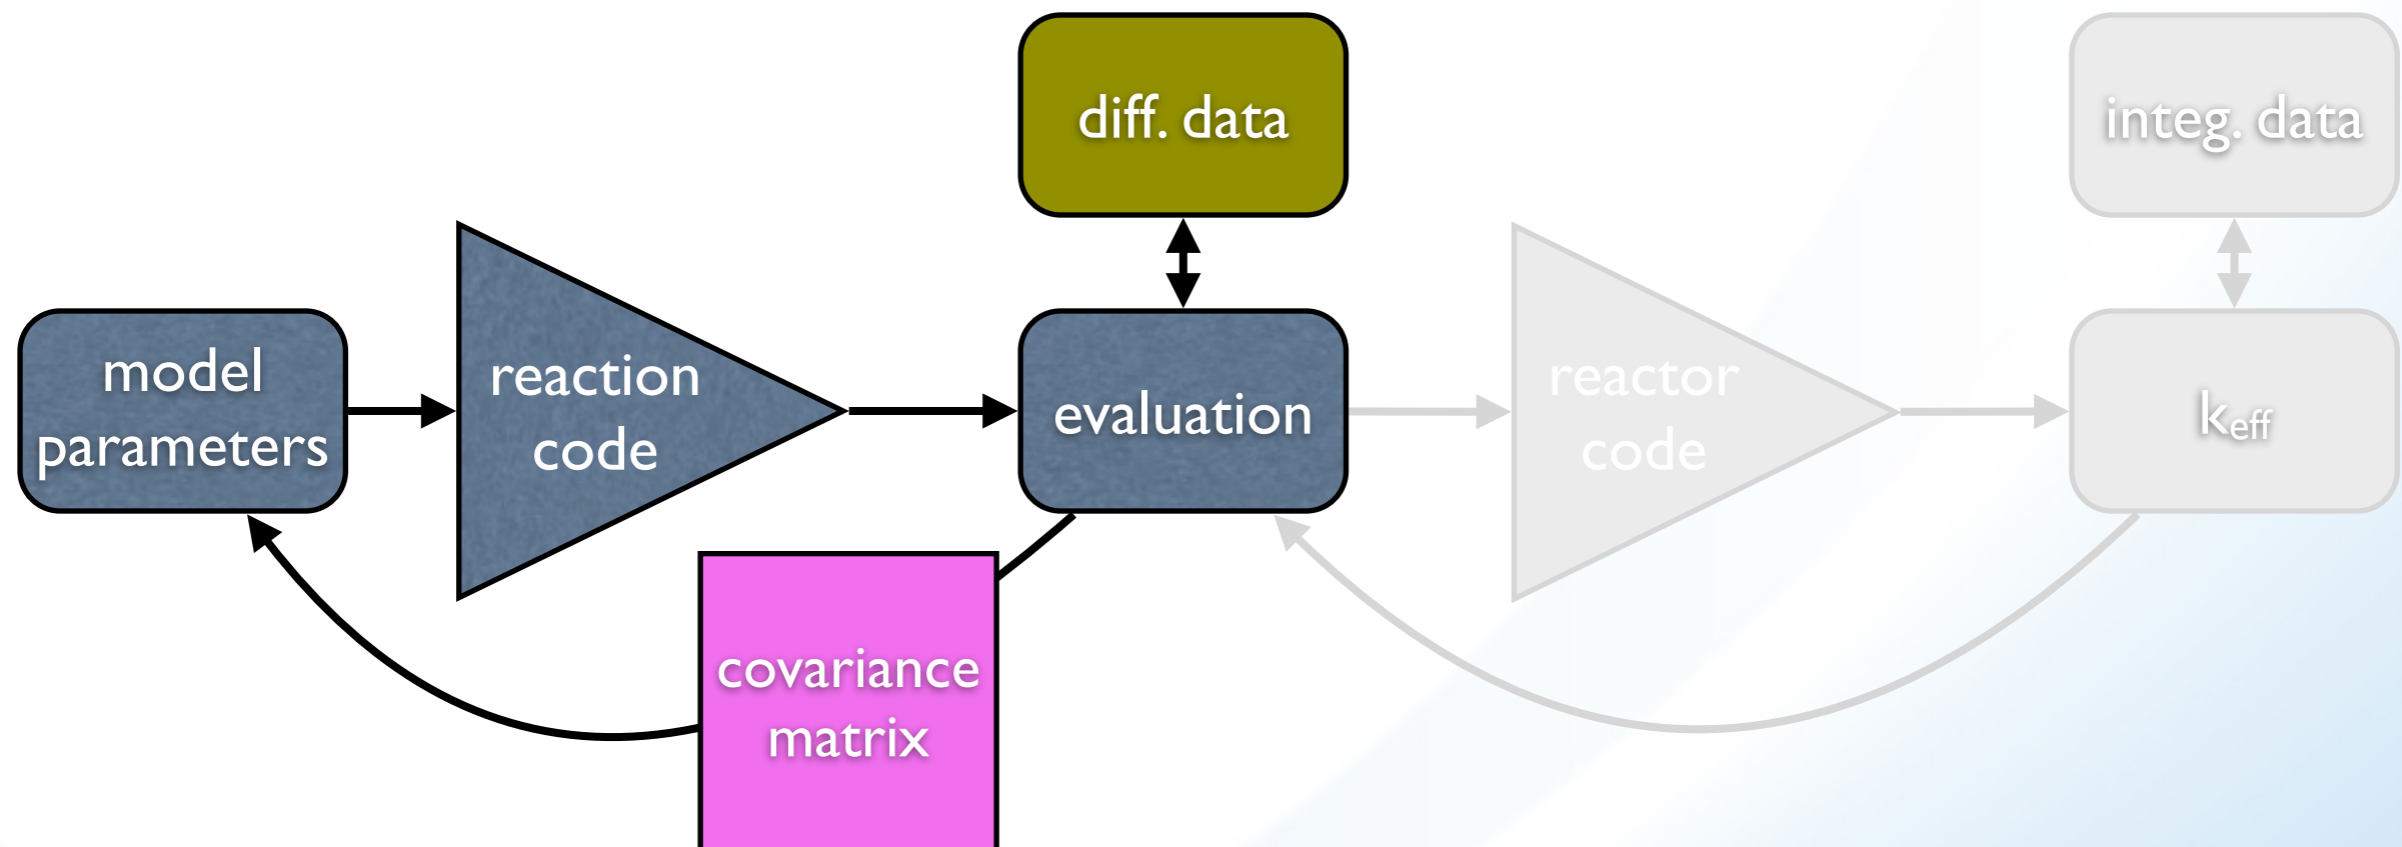 diff. data
integ. data
model
parameters
reaction
code
evaluation
reactor
code
keff
covariance
matrix